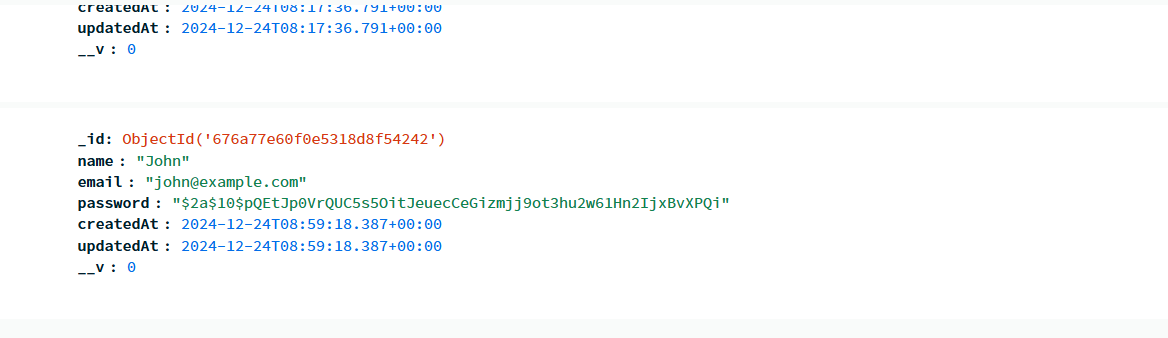 createdAt : 2024-12-24T08:17:36.791+00:00
updatedAt : 2024-12-24T08:17:36.791+00:00
__v : 0
_id: ObjectId('676a77e60f0e5318d8f54242')
name : "John"
email : "john@example.com"
password : "$2a$10$pQEtJp0VrQUC5s5OitJeuecCeGizmjj9ot3hu2w61Hn2IjxBvXPQi"
createdAt : 2024-12-24T08:59:18.387+00:00
updatedAt : 2024-12-24T08:59:18.387+00:00
__v : 0